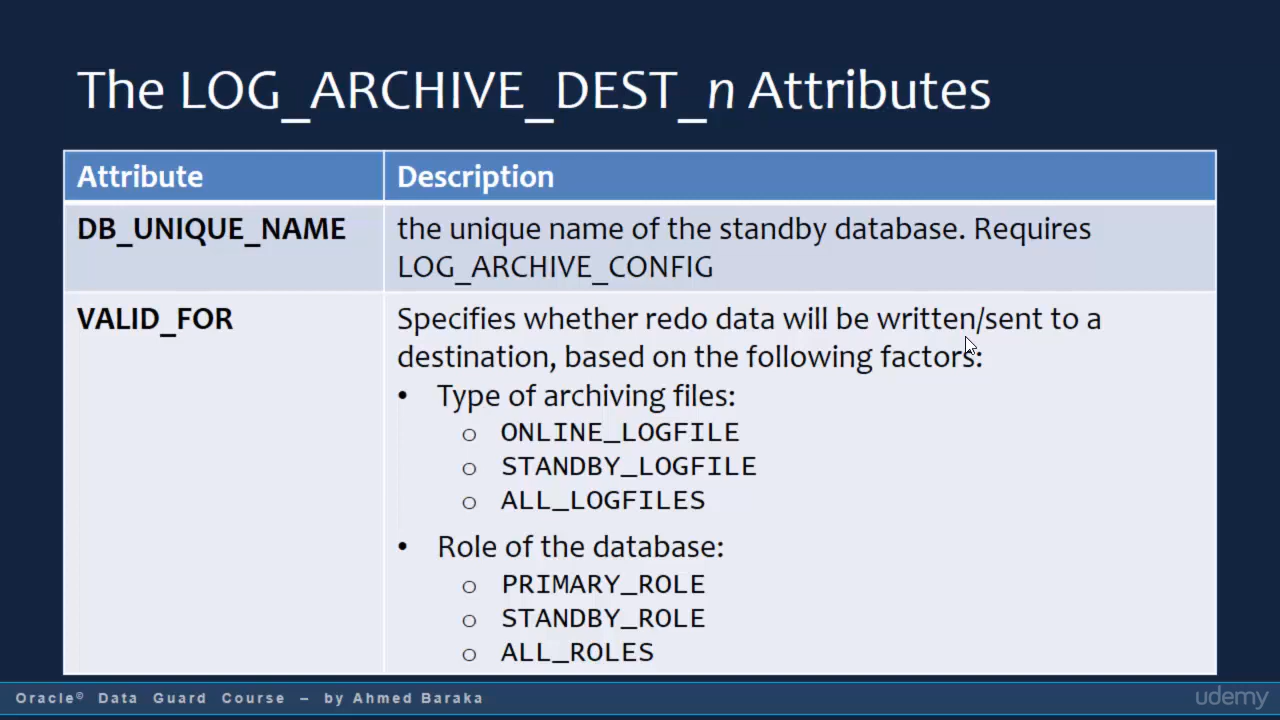 The LOG_ARCHIVE_DEST_n Attributes
Attribute Description
DB_UNIQUE_NAME the unique name of the standby database. Requires
LOG_ARCHIVE_CONFIG
VALID_FOR Specifies whether redo data will be written/sent to a
destination, based on the following factors:
• Type of archiving files:
o ONLINE_LOGFILE
o STANDBY_LOGFILE
o ALL_LOGFILES
• Role of the database:
o PRIMARY_ROLE
o STANDBY_ROLE
o ALL_ROLES
Oracle© Data Guard Course – by Ahmed Baraka
udemy